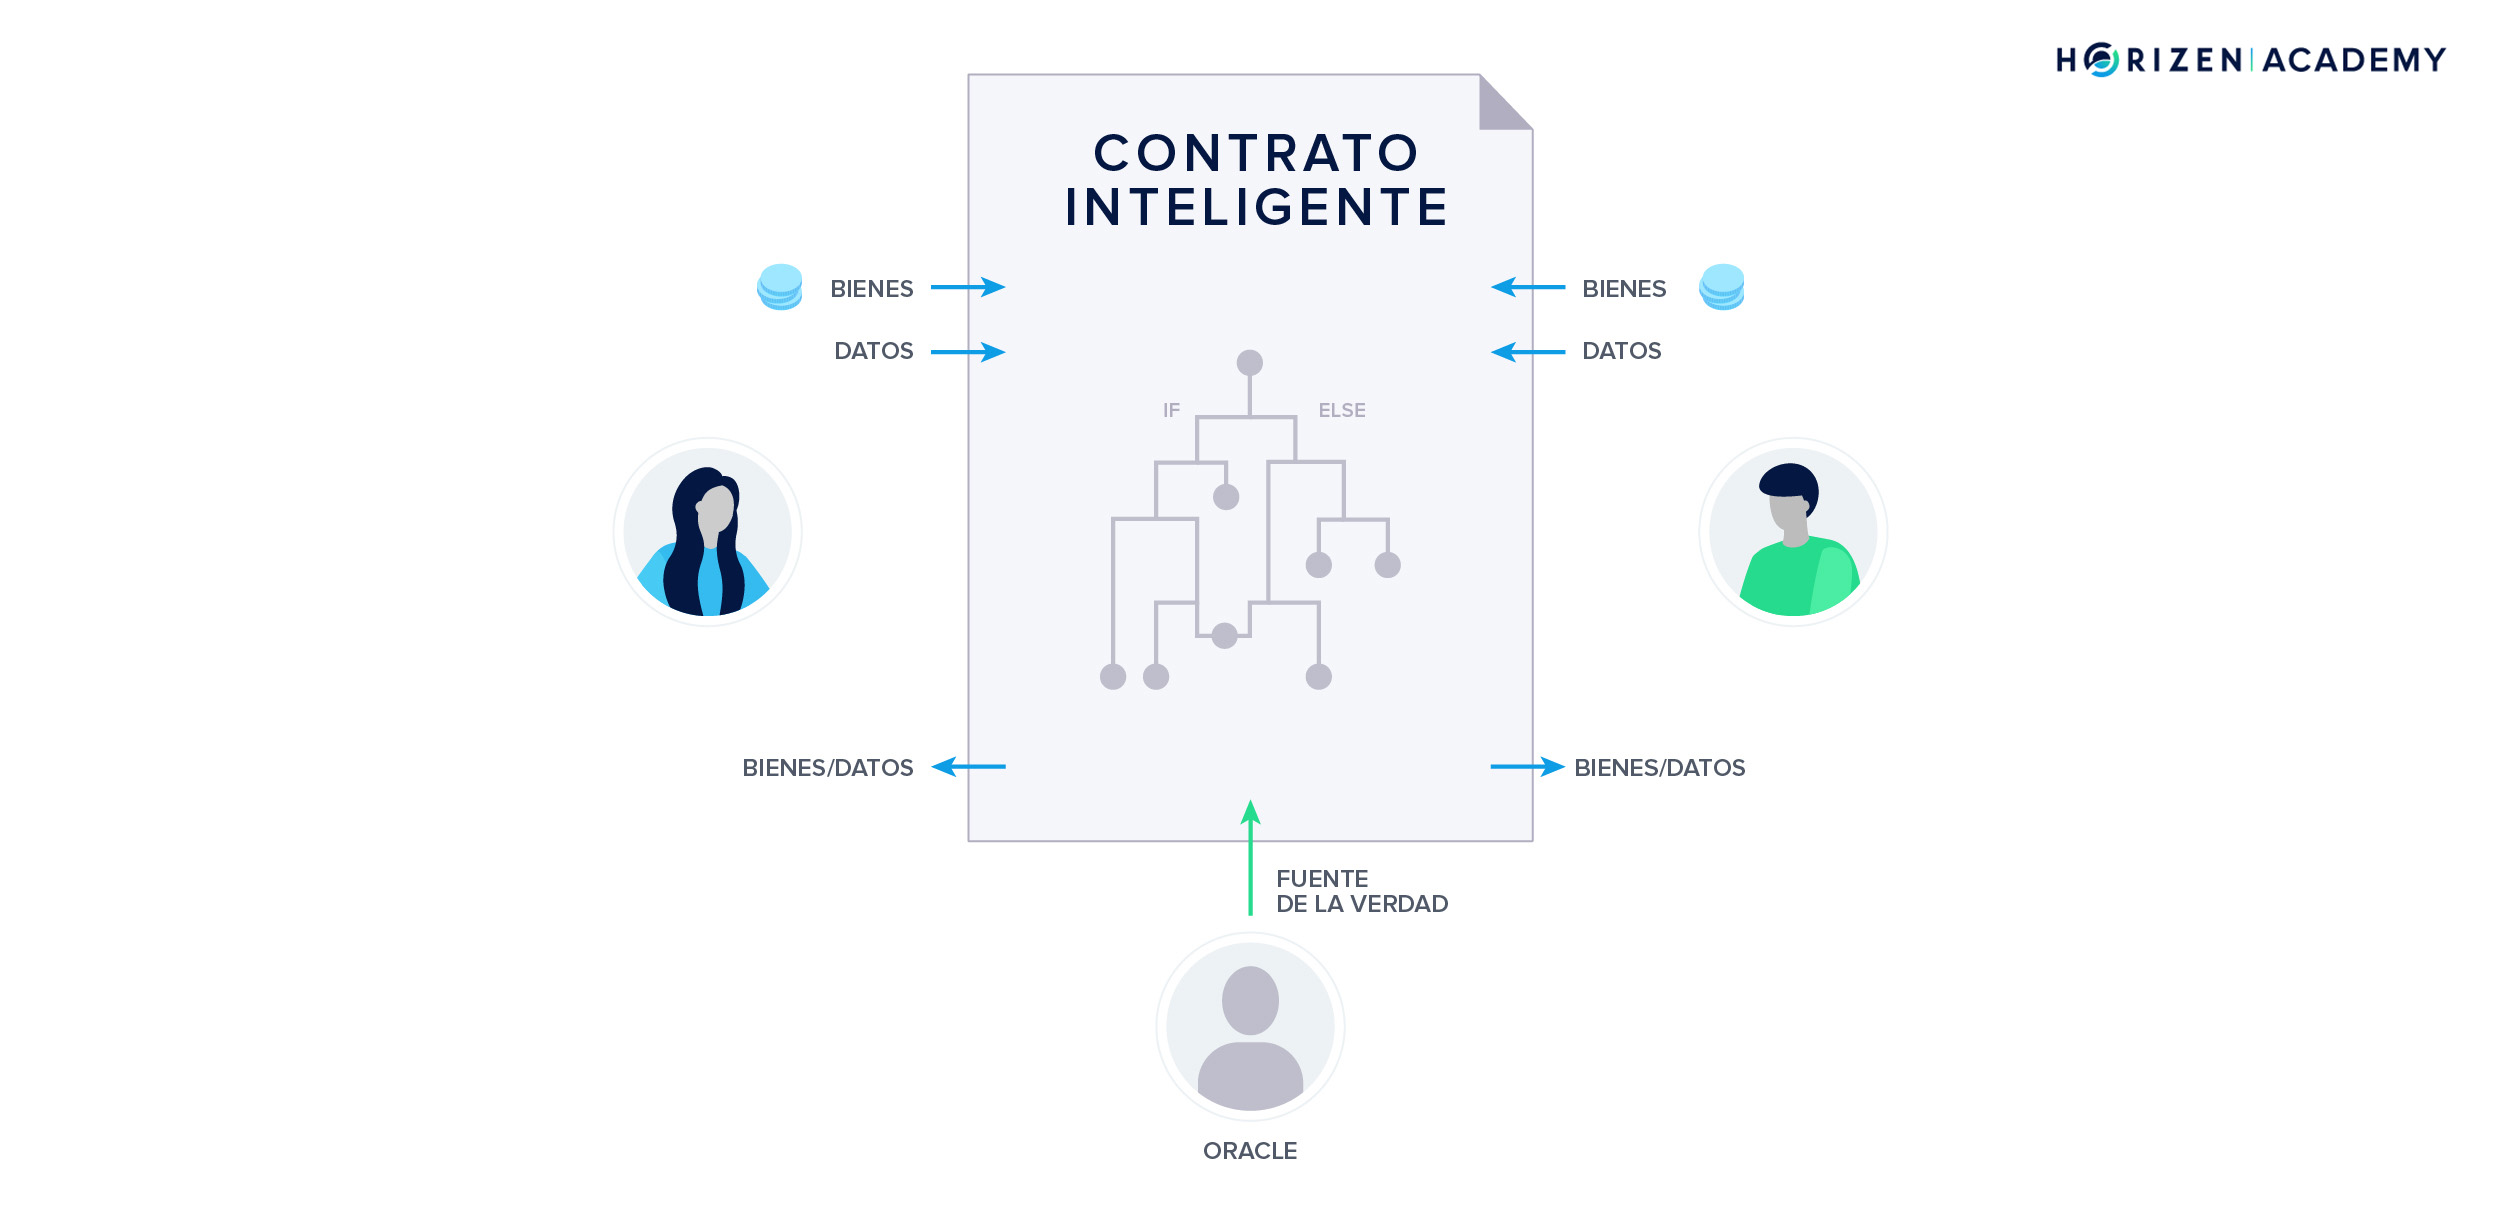 HORIZEN ACADEMY
CONTRATO
INTELIGENTE
BIENES
BIENES
DATOS
DATOS
IF
ELSE
BIENES/DATOS
BIENES/DATOS
FUENTE
DE LA VERDAD
ORACLE